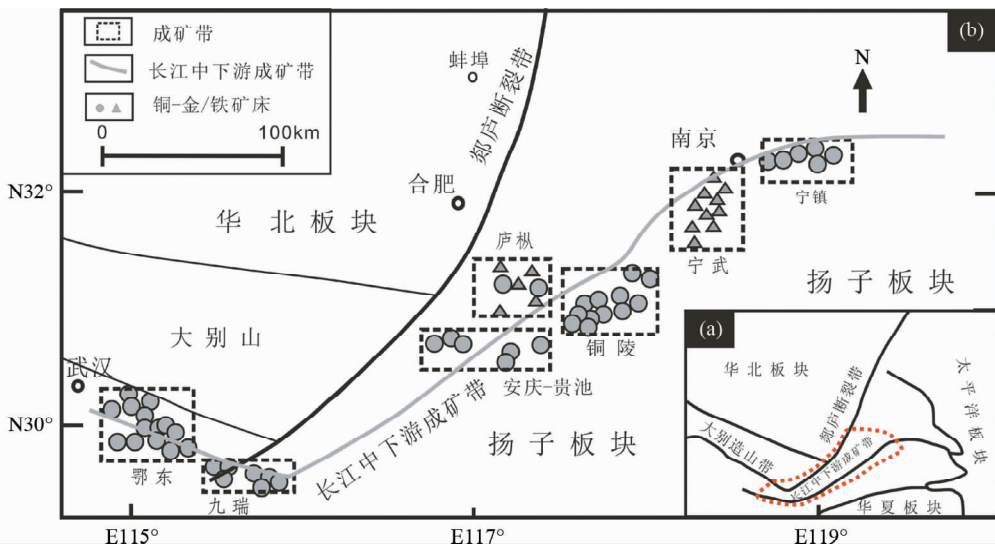 (b)
成矿带
长江中下游成矿带
铜-金/铁矿床
0 100km
蚌埠
郯庐断裂带
N
南京
宁镇
N32°
合肥
华北板块
庐枞
宁武
扬子板块
大别山
铜陵
武汉
安庆-贵池
N30°
长江中下游成矿带
扬子板块
鄂东
九瑞
E115° E117° E119°
(a)
华北板块
郯庐断裂带
太平洋板块
大别造山带
长江中下游成矿带
华夏板块